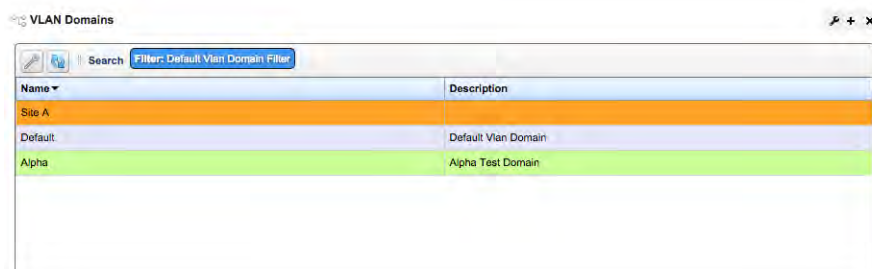 VLAN Domains
Search Filter: Default Vlan Domain Filter
Name Description
Site A
Default Default Vlan Domain
Alpha Alpha Test Domain